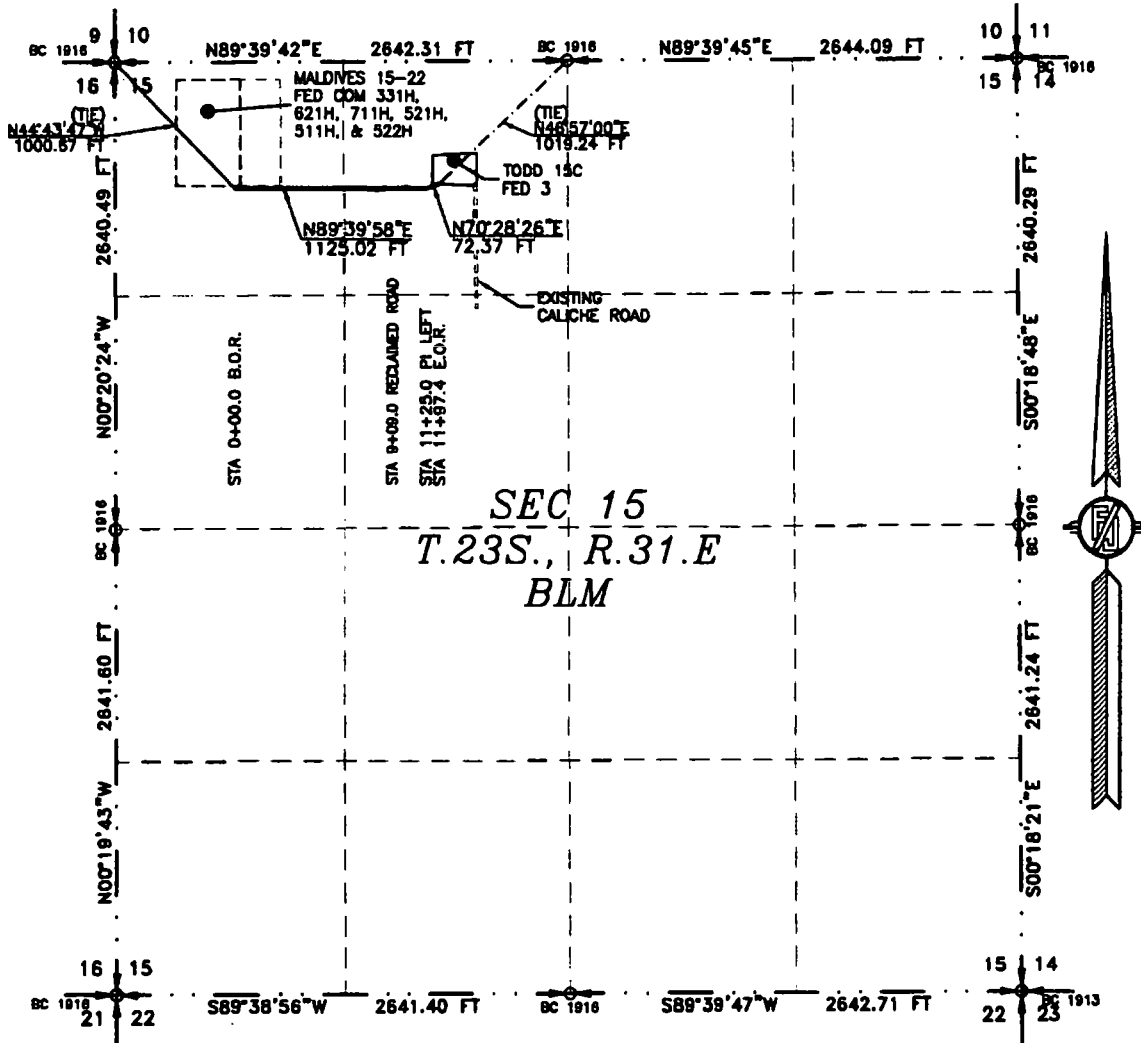 9 10
BC 1916
16 15
N89°39'42"E 2642.31 FT
BC 1916
N89°39'45"E 2644.09 FT
10 11
BC 1916
15 14
MALDIVES 15-22
FED COM 331H,
621H, 711H, 521H,
511H, & 522H
(TIE)
N44°43'47"W
1000.67 FT
(TIE)
N46°57'00"E
1019.24 FT
TODD 15C
FED 3
N89°39'58"E
1125.02 FT
N70°28'26"E
72.37 FT
EXISTING
CALICHE ROAD
2640.49 FT
N00°20'24"W
2640.29 FT
S00°18'48"E
STA 0+00.0 B.O.R.
STA 9+09.0 RECLAIMED ROAD
STA 11+25.0 PI LEFT
STA 11+97.4 E.O.R.
BC 1916
SEC 15
T.23S., R.31.E
BLM
BC 1916
2641.60 FT
N00°19'43"W
2641.24 FT
S00°18'21"E
16 15
BC 1916
21 22
S89°38'56"W 2641.40 FT
BC 1916
S89°39'47"W 2642.71 FT
15 14
BC 1913
22 23